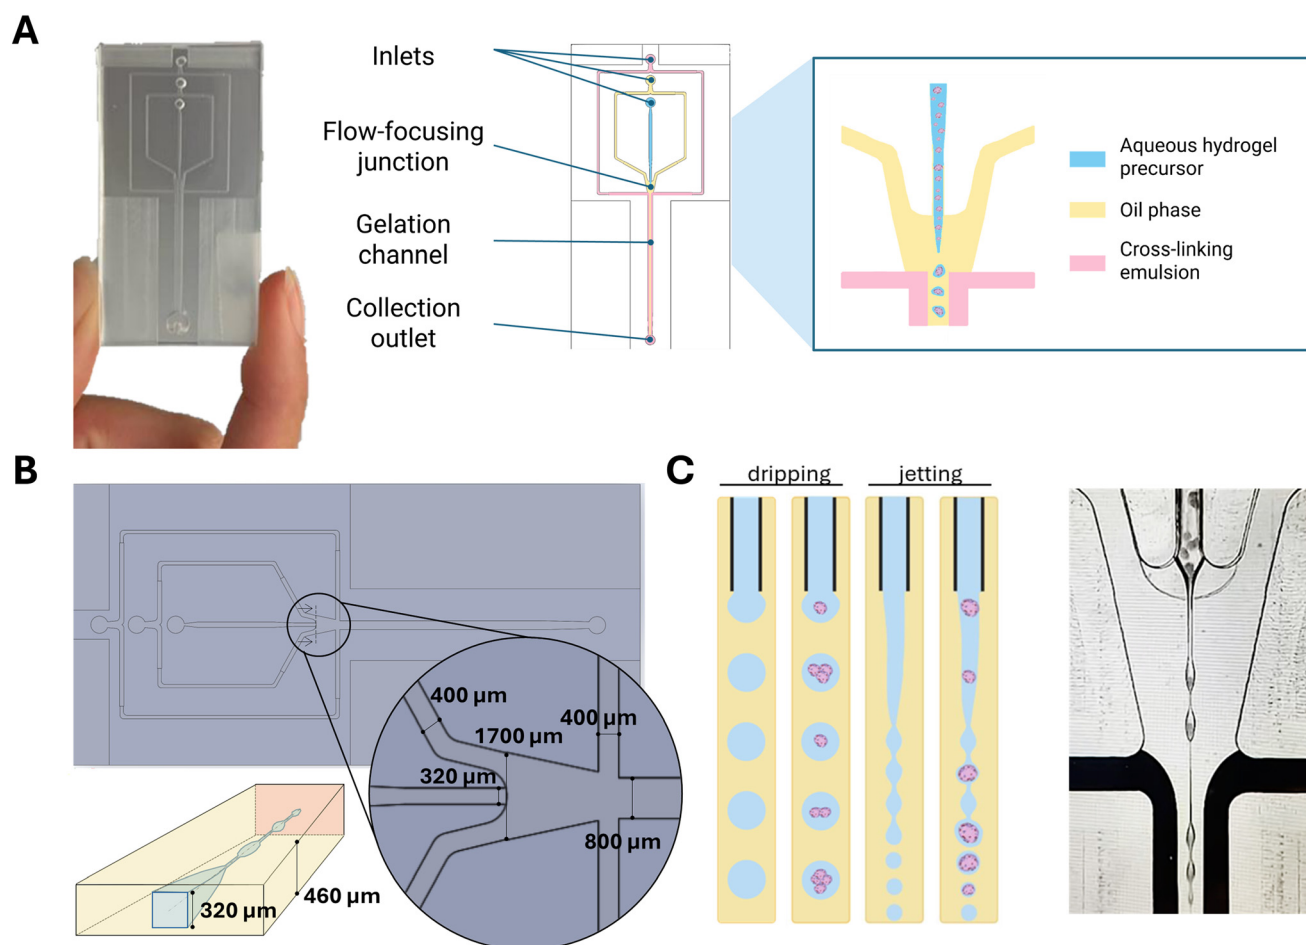 A
Inlets
Flow-focusing
junction
Gelation
channel
Collection
outlet
Aqueous hydrogel
precursor
Oil phase
Cross-linking
emulsion
B
400 µm
1700 µm
400 µm
320 µm
800 µm
320 µm
460 µm
C
dripping
jetting